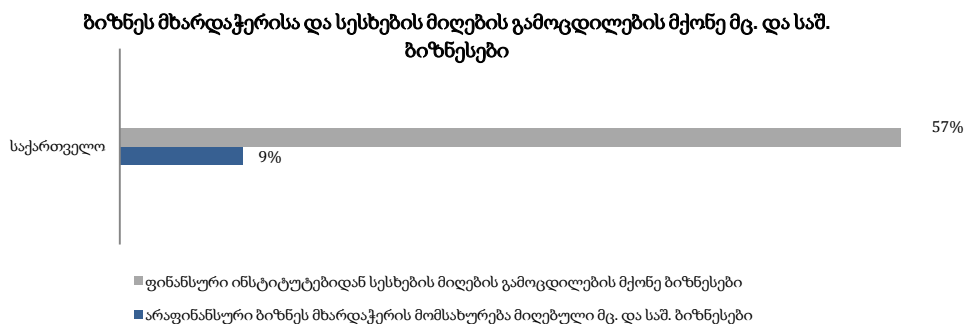 ბიზნეს მხარდაჭერისა და სესხების მიღების გამოცდილების მქონე მც. და საშ.
ბიზნესები
57%
საქართველო
9%
ფინანსური ინსტიტუტებიდან სესხების მიღების გამოცდილების მქონე ბიზნესები
არაფინანსური ბიზნეს მხარდაჭერის მომსახურება მიღებული მც. და საშ. ბიზნესები